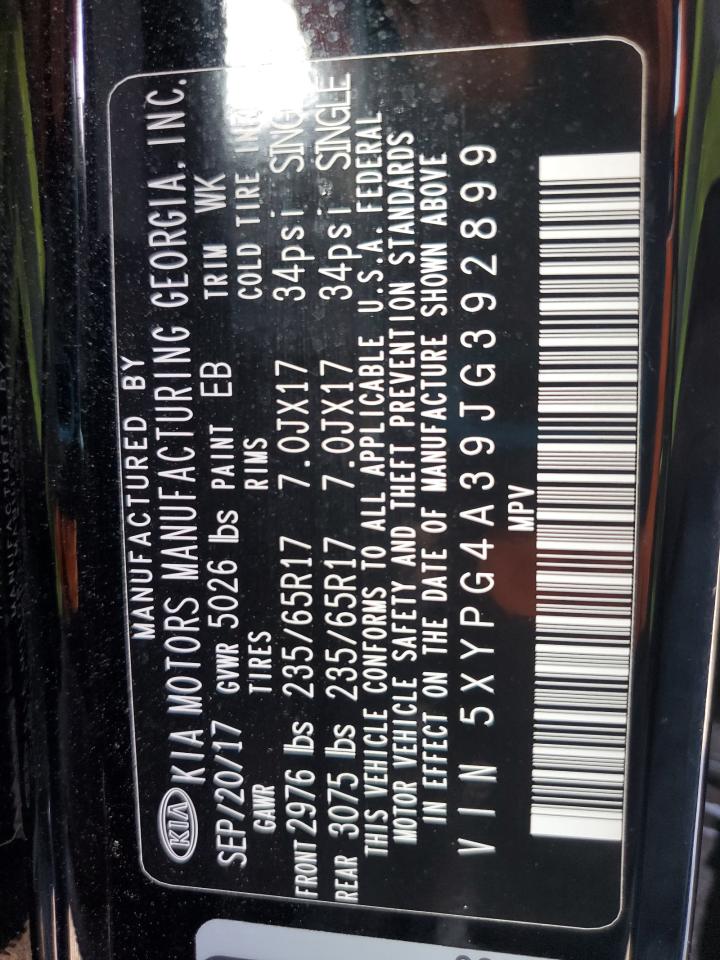 MANUFACTURED BY
KIA KIA MOTORS MANUFACTURING GEORGIA, INC.
SEP/20/17 GVWR 5026 lbs PAINT EB TRIM WK
GAWR TIRES RIMS COLD TIRE
FRONT 2976 lbs 235/65R17 7.0JX17 34psi SINGLE
REAR 3075 lbs 235/65R17 7.0JX17 34psi SINGLE
THIS VEHICLE CONFORMS TO ALL APPLICABLE U.S.A. FEDERAL
MOTOR VEHICLE SAFETY AND THEFT PREVENTION STANDARDS
IN EFFECT ON THE DATE OF MANUFACTURE SHOWN ABOVE
VIN 5XYPG4A39JG392899
MPV